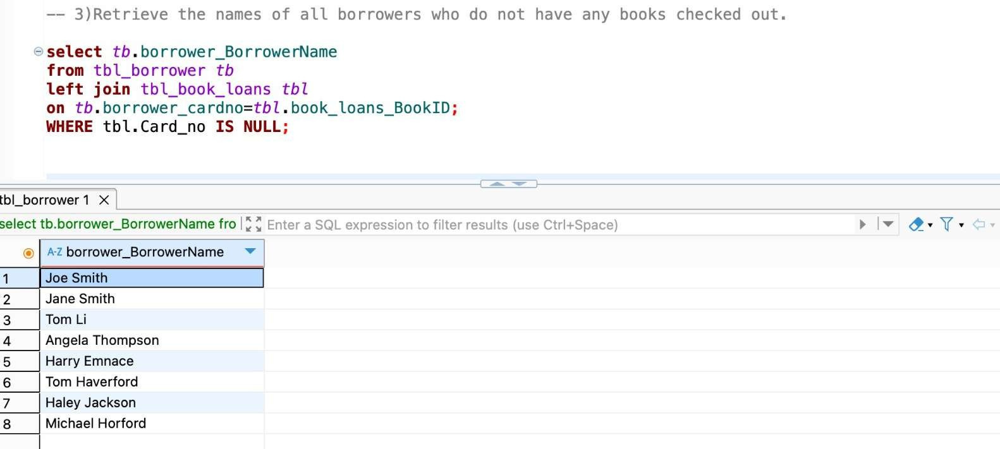 -- 3)Retrieve the names of all borrowers who do not have any books checked out.
select tb.borrower_BorrowerName
from tbl_borrower tb
left join tbl_book_loans tbl
on tb.borrower_cardno=tbl.book_loans_BookID;
WHERE tbl.Card_no IS NULL;
tbl_borrower 1
select tb.borrower_BorrowerName fro
Enter a SQL expression to filter results (use Ctrl+Space)
A-Z borrower_BorrowerName
1 Joe Smith
2 Jane Smith
3 Tom Li
4 Angela Thompson
5 Harry Emnace
6 Tom Haverford
7 Haley Jackson
8 Michael Horford